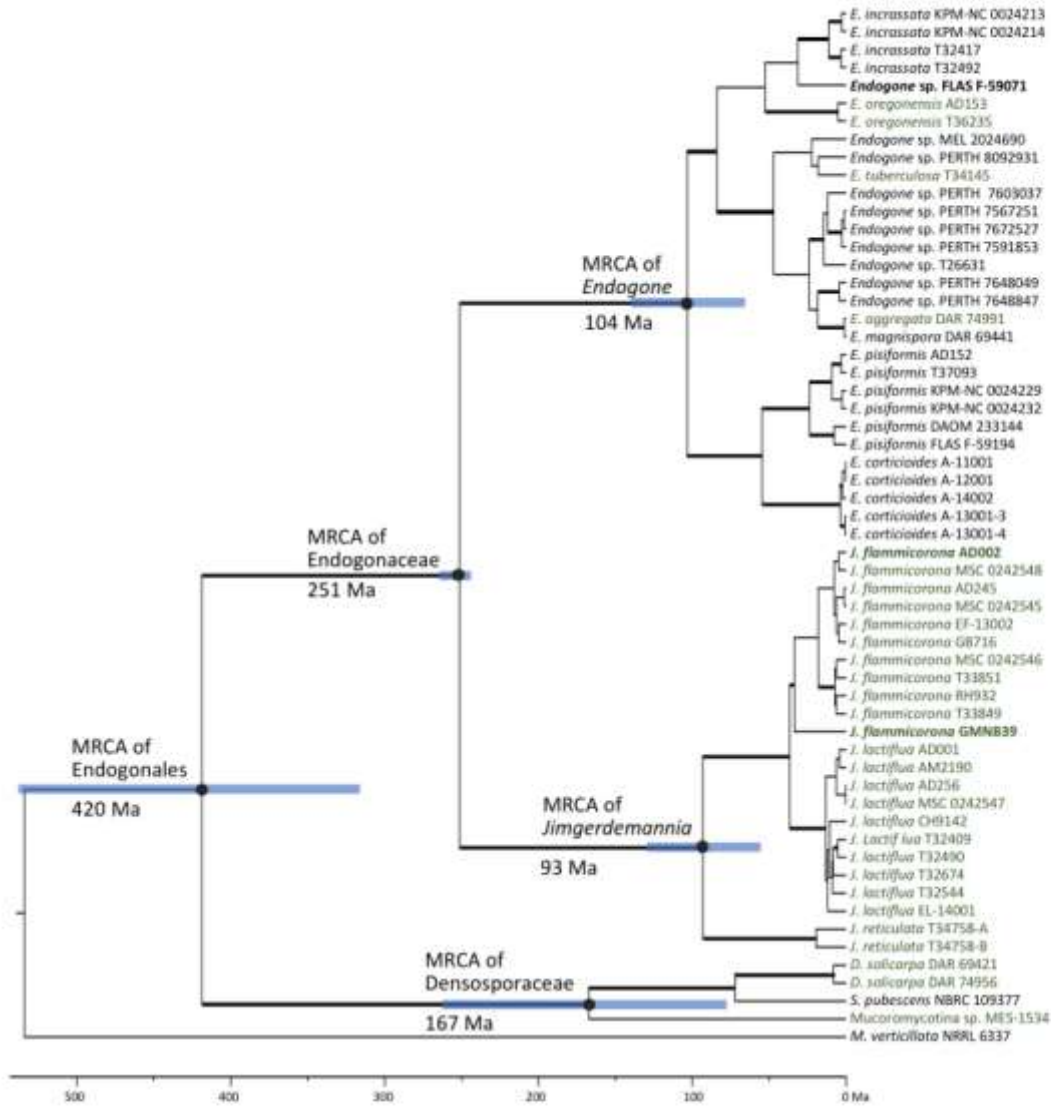 E. incrassata KPM-NC 0024213
E. incrassata KPM-NC 0024214
E. incrassata T32417
E. incrassata T32492
Endogone sp. FLAS F-59071
E. oregonensis AD153
E. oregonensis T36235
Endogone sp. MEL 2024690
Endogone sp. PERTH 8092931
E. tuberculosa T34145
Endogone sp. PERTH 7603037
Endogone sp. PERTH 7567251
Endogone sp. PERTH 7672527
Endogone sp. PERTH 7591853
Endogone sp. T26631
MRCA of
Endogone
104 Ma
Endogone sp. PERTH 7648049
Endogone sp. PERTH 7648847
E. aggregata DAR 74991
E. magnispora DAR 69441
E. pisiformis AD152
E. pisiformis T37093
E. pisiformis KPM-NC 0024229
E. pisiformis KPM-NC 0024232
E. pisiformis DAOM 233144
E. pisiformis FLAS F-59194
E. corticioides A-11001
E. corticioides A-12001
E. corticioides A-14002
E. corticioides A-13001-3
E. corticioides A-13001-4
MRCA of
Endogonaceae
251 Ma
J. flammicorona AD002
J. flammicorona MSC 0242548
J. flammicorona AD245
J. flammicorona MSC 0242545
J. flammicorona EF-13002
J. flammicorona GB716
J. flammicorona MSC 0242546
J. flammicorona T33851
J. flammicorona RH932
J. flammicorona T33849
J. flammicorona GMNB39
MRCA of
Endogonales
420 Ma
J. lactiflua AD001
J. lactiflua AM2190
J. lactiflua AD256
J. lactiflua MSC 0242547
J. lactiflua CH9142
J. Lactif lua T32409
J. lactiflua T32490
J. lactiflua T32674
J. lactiflua T32544
J. lactiflua EL-14001
MRCA of
Jimgerdemannia
93 Ma
J. reticulata T34758-A
J. reticulata T34758-B
MRCA of
Densosporaceae
167 Ma
D. solicarpa DAR 69421
D. solicarpa DAR 74956
S. pubescens NBRC 109377
Mucoromycotina sp. MES-1534
M. verticillata NRRL 6337
500 400 300 200 100 0 Ma